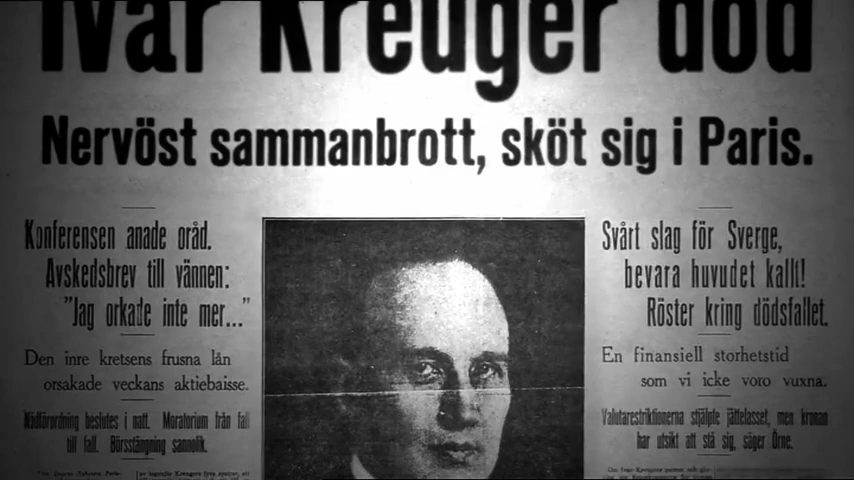 Ivar Kreuger död
Nervöst sammanbrott, sköt sig i Paris.
Konferensen anade oråd.
Avskedsbrev till vännen:
"Jag orkade inte mer..."
Den inre kretsens frusna lån
orsakade veckans aktiebaisse.
Nödförordning beslutes i natt. Moratorium från fall
till fall. Börsstängning sannolik.
Svårt slag för Sverge,
bevara huvudet kallt!
Röster kring dödsfallet.
En finansiell storhetstid
som vi icke voro vuxna.
Valutarestriktionerna stjälpte jättelasset, men kronan
har utsikt att stå sig, säger Örne.